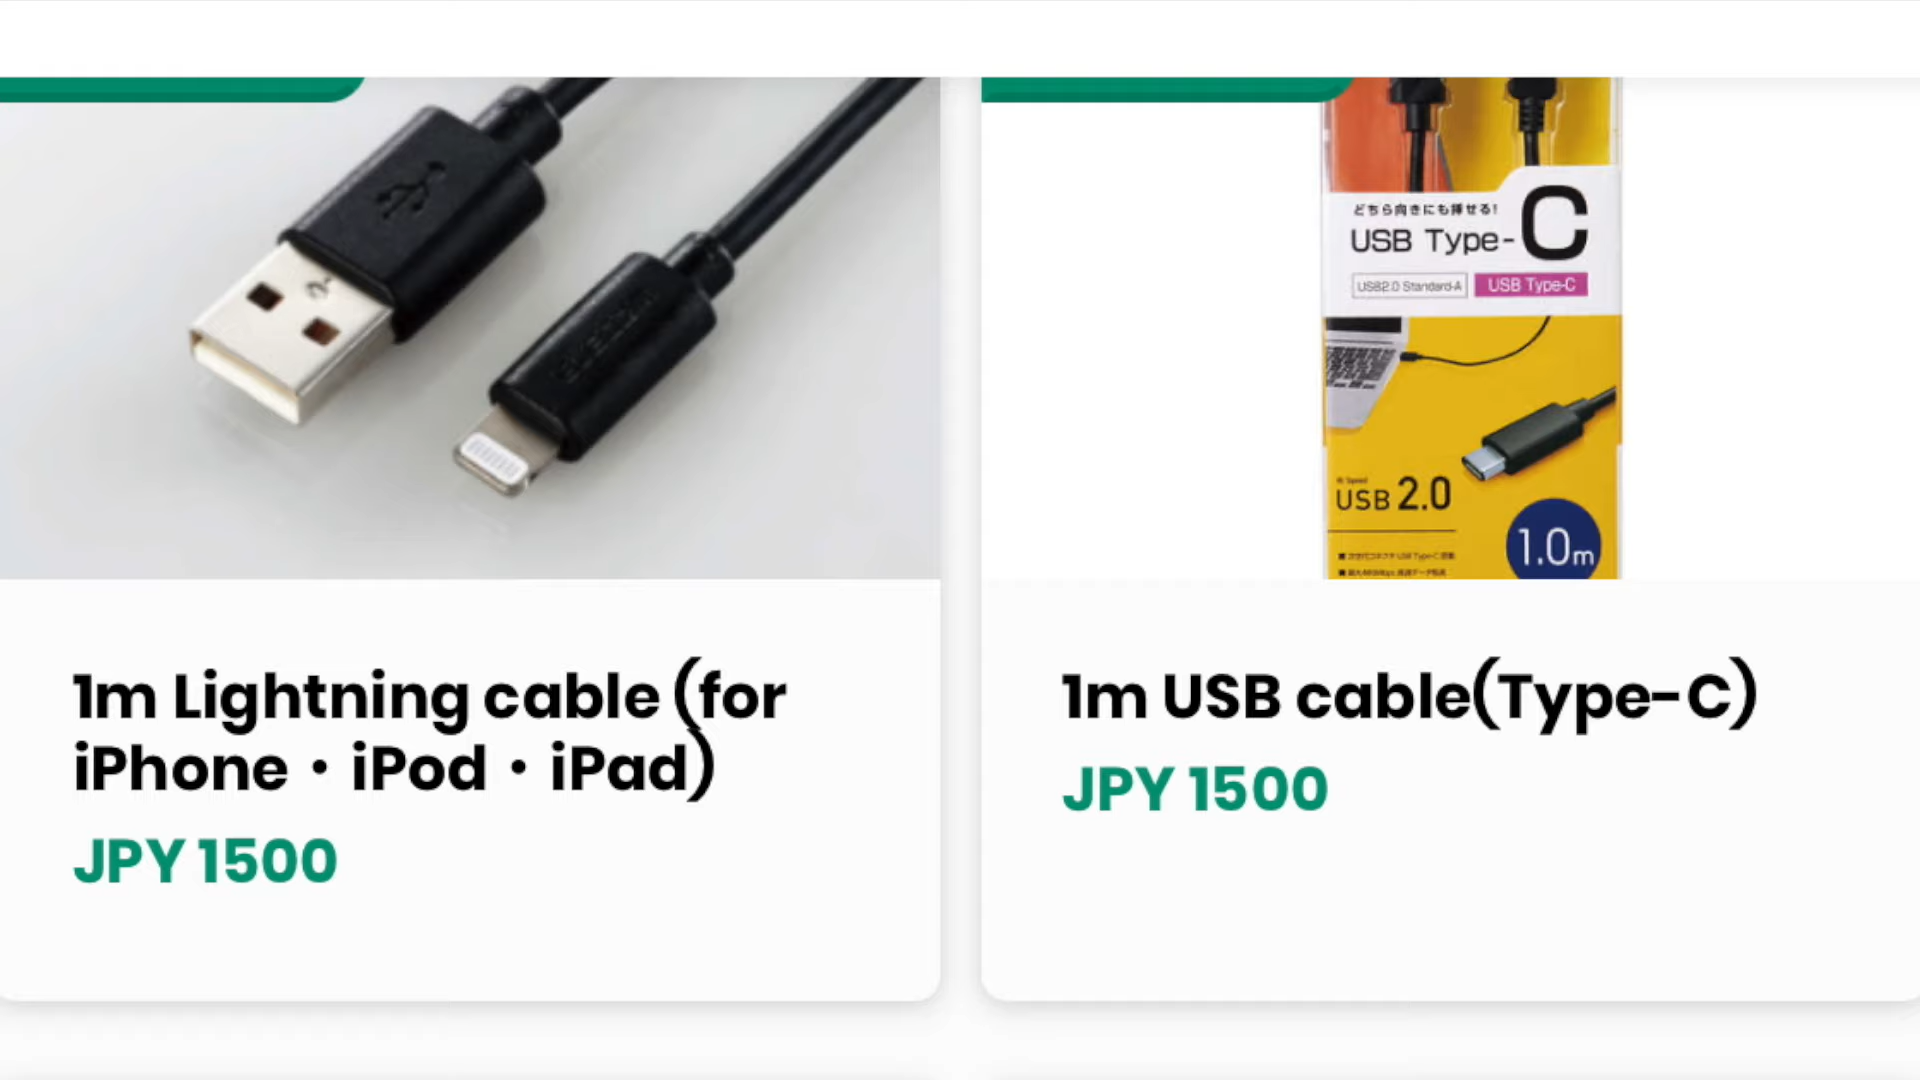 どちら向きにも挿せる!
USB Type-C
USB2.0 Standard-A
USB Type-C
USB 2.0
1.0m
1m Lightning cable (for
iPhone・iPod・iPad)
JPY 1500
1m USB cable(Type-C)
JPY 1500